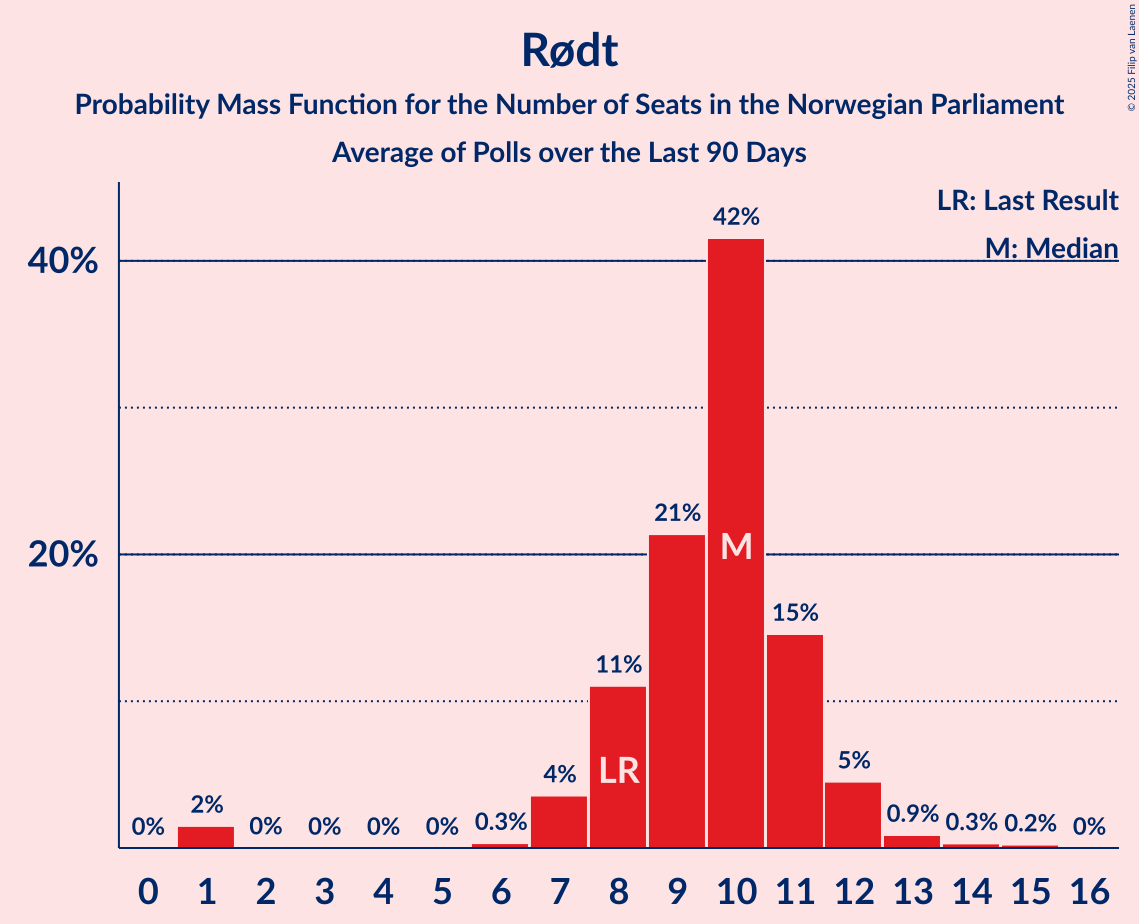 Rødt
Probability Mass Function for the Number of Seats in the Norwegian Parliament
Average of Polls over the Last 90 Days
© 2025 Filip van Laenen
LR: Last Result
M: Median
40%
20%
0%
2%
0%
0%
0%
0%
0.3%
4%
11%
21%
42%
15%
5%
0.9%
0.3%
0.2%
0%
LR
M
0 1 2 3 4 5 6 7 8 9 10 11 12 13 14 15 16